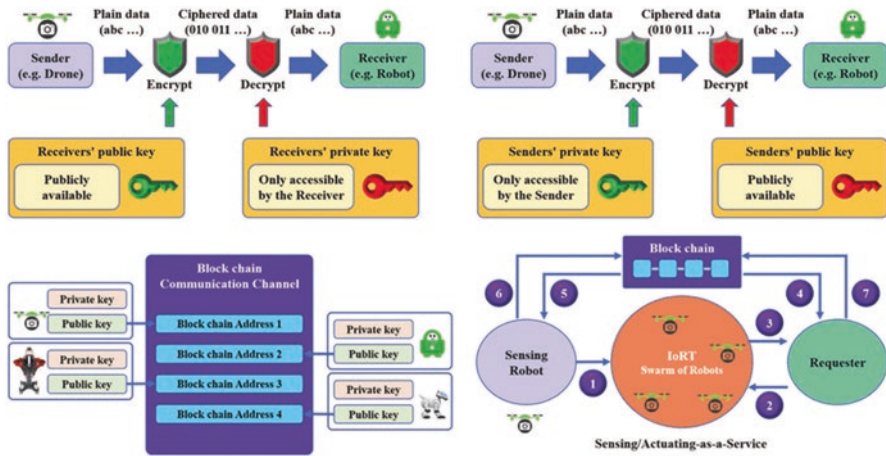 Plain data
(abc ...)
Ciphered data
(010 011 ...)
Plain data
(abc ...)
Sender
(e.g. Drone)
Receiver
(e.g. Robot)
Encrypt
Decrypt
Receivers' public key
Publicly
available
Receivers' private key
Only accessible
by the Receiver
Plain data
(abc ...)
Ciphered data
(010 011 ...)
Plain data
(abc ...)
Sender
(e.g. Drone)
Receiver
(e.g. Robot)
Encrypt
Decrypt
Senders' private key
Only accessible
by the Sender
Senders' public key
Publicly
available
Block chain
Communication Channel
Private key
Public key
Private key
Public key
Block chain Address 1
Block chain Address 2
Block chain Address 3
Block chain Address 4
Private key
Public key
Private key
Public key
Block chain
6
5
4
7
Sensing
Robot
1
IoRT
Swarm of Robots
3
2
Requester
Sensing/Actuating-as-a-Service